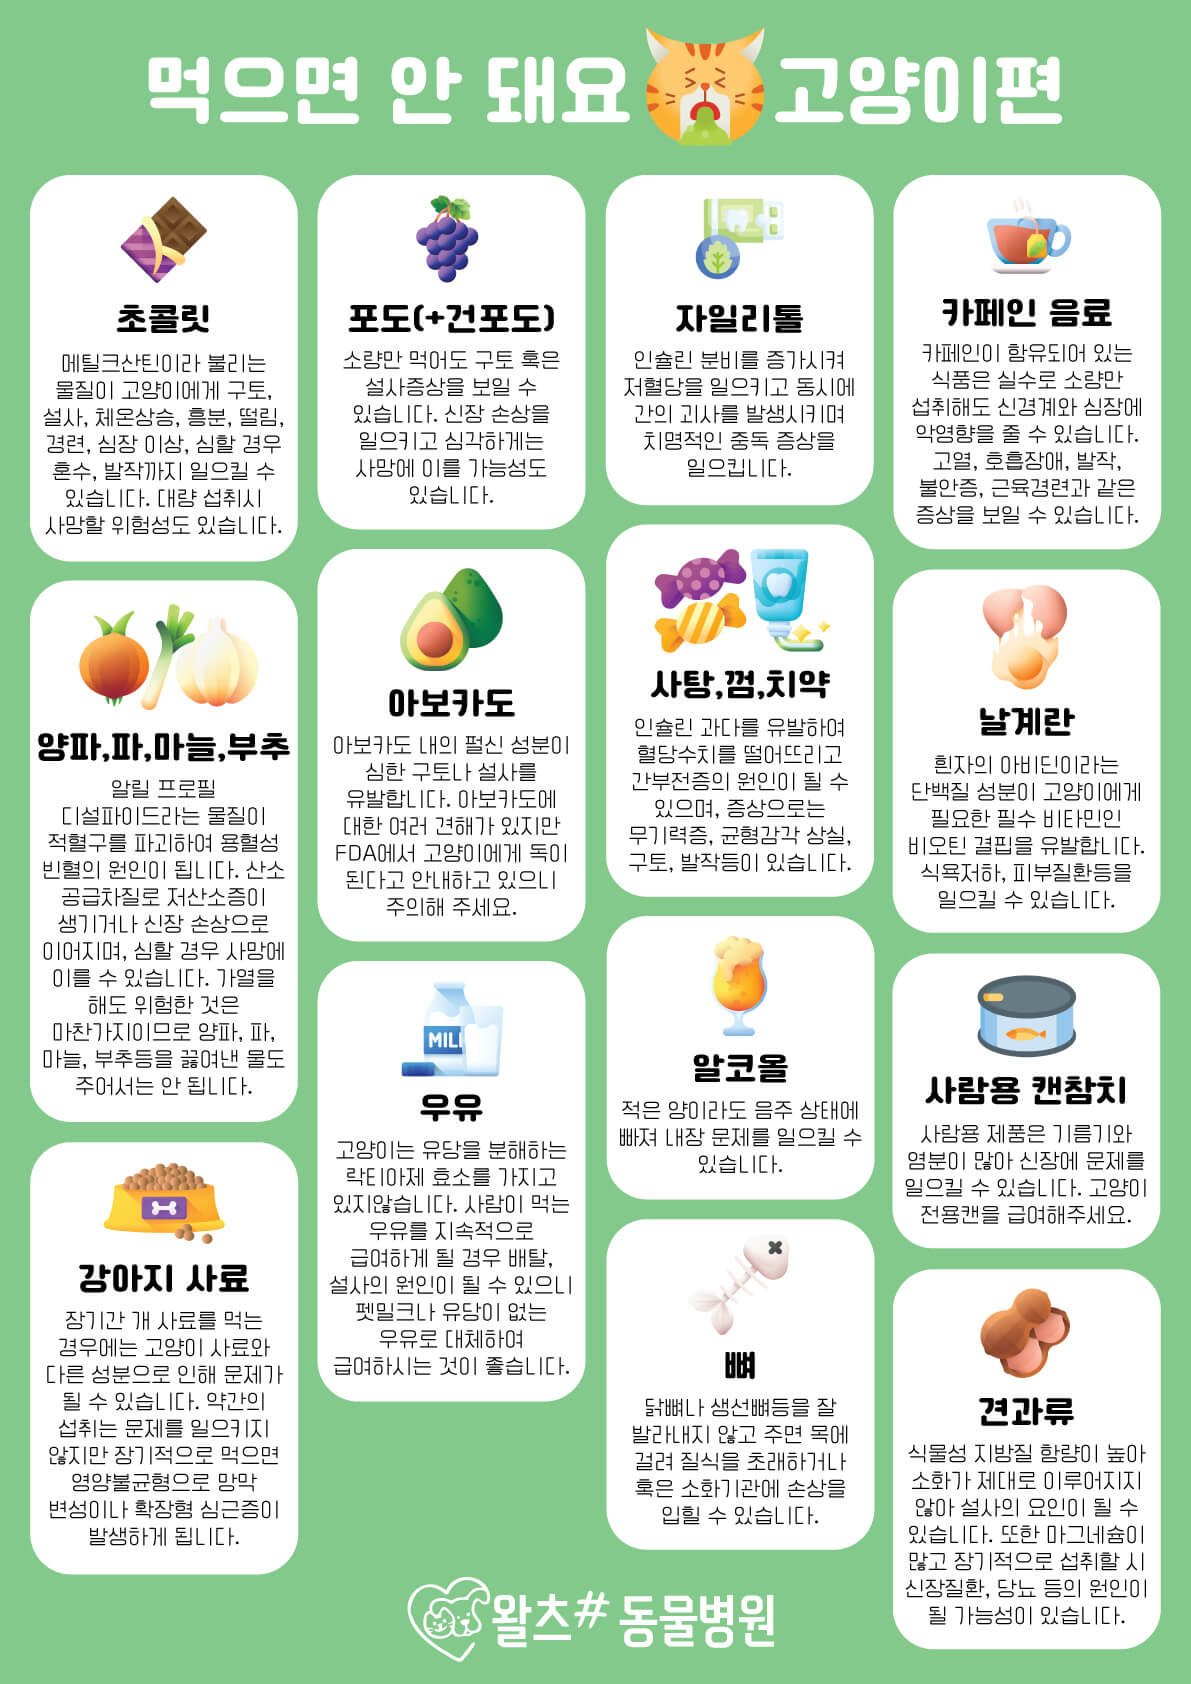 먹으면 안 돼요 고양이편
초콜릿
메틸크산틴이라 불리는
물질이 고양이에게 구토,
설사, 체온상승, 흥분, 떨림,
경련, 심장 이상, 심할 경우
혼수, 발작까지 일으킬 수
있습니다. 대량 섭취시
사망할 위험성도 있습니다.
양파,파,마늘,부추
알릴 프로필
디설파이드라는 물질이
적혈구를 파괴하여 용혈성
빈혈의 원인이 됩니다. 산소
공급차질로 저산소증이
생기거나 신장 손상으로
이어지며, 심할 경우 사망에
이를 수 있습니다. 가열을
해도 위험한 것은
마찬가지이므로 양파, 파,
마늘, 부추등을 끓여낸 물도
주어서는 안 됩니다.
강아지 사료
장기간 개 사료를 먹는
경우에는 고양이 사료와
다른 성분으로 인해 문제가
될 수 있습니다. 약간의
섭취는 문제를 일으키지
않지만 장기적으로 먹으면
영양불균형으로 망막
변성이나 확장형 심근증이
발생하게 됩니다.
포도(+건포도)
소량만 먹어도 구토 혹은
설사증상을 보일 수
있습니다. 신장 손상을
일으키고 심각하게는
사망에 이를 가능성도
있습니다.
아보카도
아보카도 내의 펄신 성분이
심한 구토나 설사를
유발합니다. 아보카도에
대한 여러 견해가 있지만
FDA에서 고양이에게 독이
된다고 안내하고 있으니
주의해 주세요.
MILK
우유
고양이는 유당을 분해하는
락티아제 효소를 가지고
있지않습니다. 사람이 먹는
우유를 지속적으로
급여하게 될 경우 배탈,
설사의 원인이 될 수 있으니
펫밀크나 유당이 없는
우유로 대체하여
급여하시는 것이 좋습니다.
자일리톨
인슐린 분비를 증가시켜
저혈당을 일으키고 동시에
간의 괴사를 발생시키며
치명적인 중독 증상을
일으킵니다.
사탕,껌,치약
인슐린 과다를 유발하여
혈당수치를 떨어뜨리고
간부전증의 원인이 될 수
있으며, 증상으로는
무기력증, 균형감각 상실,
구토, 발작등이 있습니다.
알코올
적은 양이라도 음주 상태에
빠져 내장 문제를 일으킬 수
있습니다.
뼈
닭뼈나 생선뼈등을 잘
발라내지 않고 주면 목에
걸려 질식을 초래하거나
혹은 소화기관에 손상을
입힐 수 있습니다.
카페인 음료
카페인이 함유되어 있는
식품은 실수로 소량만
섭취해도 신경계와 심장에
악영향을 줄 수 있습니다.
고열, 호흡장애, 발작,
불안증, 근육경련과 같은
증상을 보일 수 있습니다.
날계란
흰자의 아비딘이라는
단백질 성분이 고양이에게
필요한 필수 비타민인
비오틴 결핍을 유발합니다.
식욕저하, 피부질환등을
일으킬 수 있습니다.
사람용 캔참치
사람용 제품은 기름기와
염분이 많아 신장에 문제를
일으킬 수 있습니다. 고양이
전용캔을 급여해주세요.
견과류
식물성 지방질 함량이 높아
소화가 제대로 이루어지지
않아 설사의 요인이 될 수
있습니다. 또한 마그네슘이
많고 장기적으로 섭취할 시
신장질환, 당뇨 등의 원인이
될 가능성이 있습니다.
왈츠# 동물병원